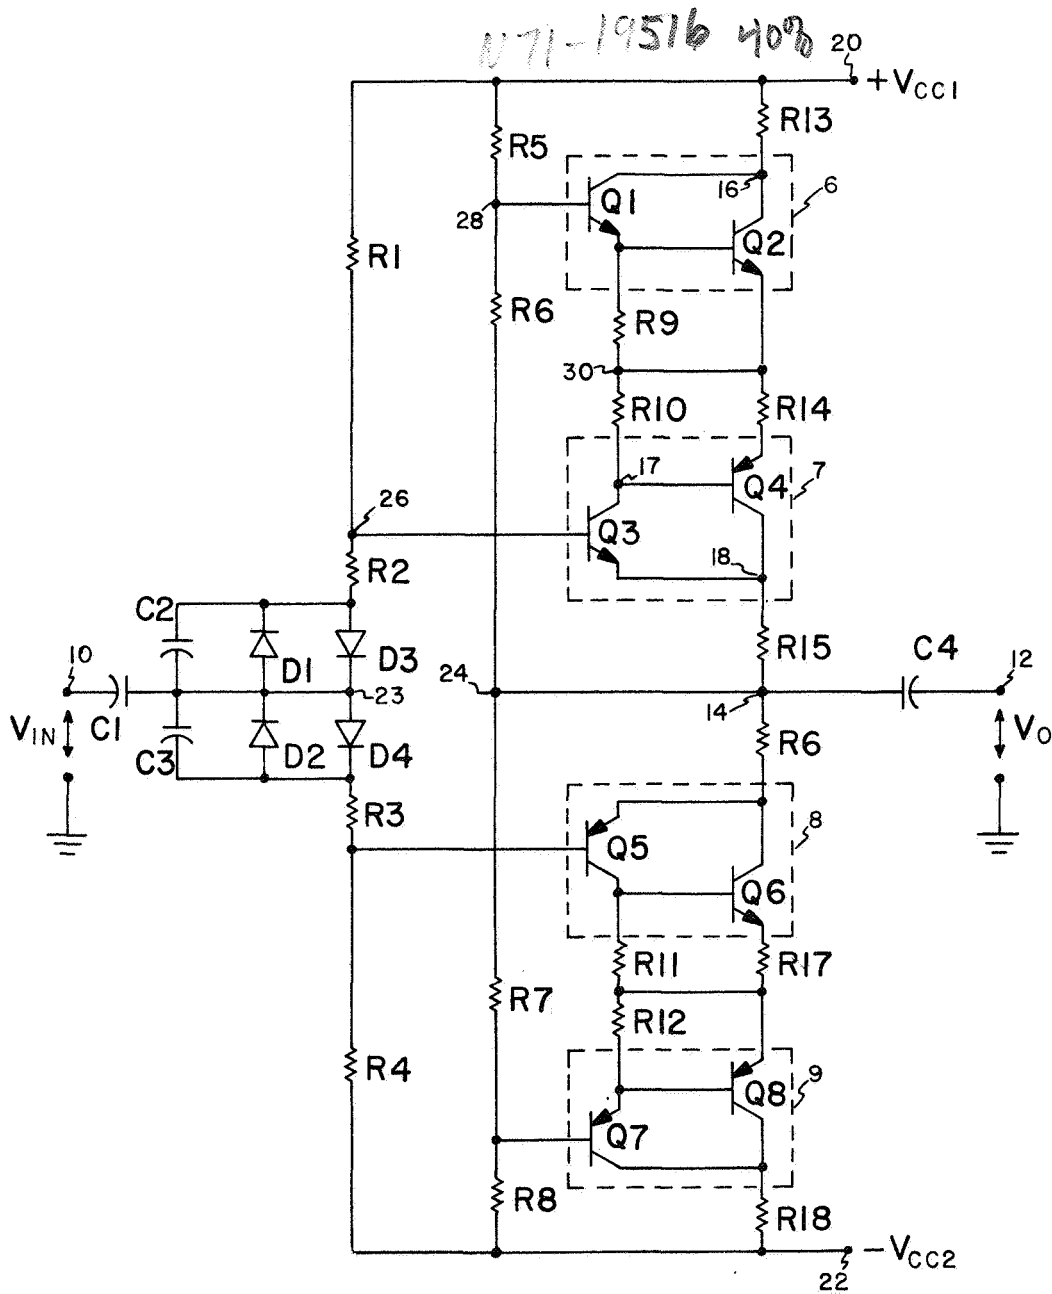 N71-19516 40%
20
+VCC1
R13
R5
16
6
Q1
28
Q2
R1
R6
R9
30
R10
R14
17
7
26
Q4
Q3
R2
18
C2
R15
10
D1
D3
24
C4
12
23
14
VIN
C1
VO
C3
D2
D4
R6
R3
8
Q5
Q6
R11
R17
R7
R12
R4
9
Q8
Q7
R8
R18
-VCC2
22